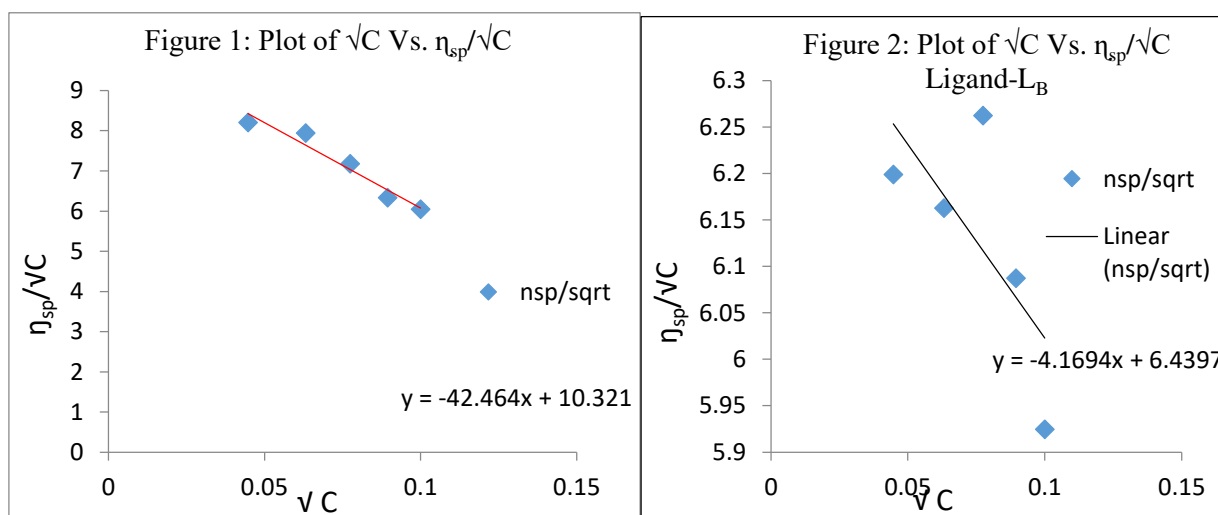 Figure 1: Plot of √C Vs. ηsp/√C
9
8
7
6
5
4
3
2
1
0
ηsp/√C
nsp/sqrt
y = -42.464x + 10.321
0
0.05
0.1
0.15
√ C
Figure 2: Plot of √C Vs. ηsp/√C
Ligand-LB
6.3
6.25
6.2
6.15
6.1
6.05
6
5.95
5.9
ηsp/√C
nsp/sqrt
Linear
(nsp/sqrt)
y = -4.1694x + 6.4397
0
0.05
0.1
0.15
√ C